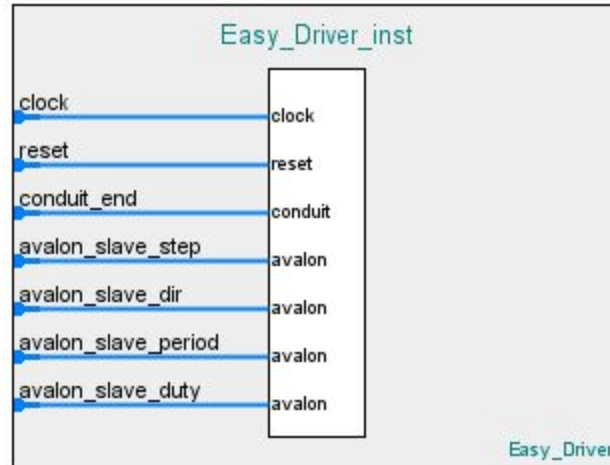 Easy_Driver_inst
clock
clock
reset
reset
conduit_end
conduit
avalon_slave_step
avalon
avalon_slave_dir
avalon
avalon_slave_period
avalon
avalon_slave_duty
avalon
Easy_Driver